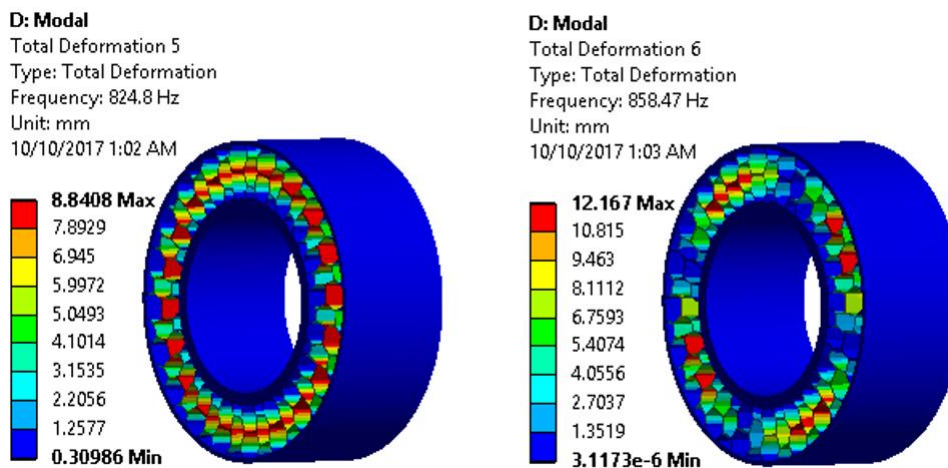 D: Modal
Total Deformation 5
Type: Total Deformation
Frequency: 824.8 Hz
Unit: mm
10/10/2017 1:02 AM
8.8408 Max
7.8929
6.945
5.9972
5.0493
4.1014
3.1535
2.2056
1.2577
0.30986 Min
D: Modal
Total Deformation 6
Type: Total Deformation
Frequency: 858.47 Hz
Unit: mm
10/10/2017 1:03 AM
12.167 Max
10.815
9.463
8.1112
6.7593
5.4074
4.0556
2.7037
1.3519
3.1173e-6 Min